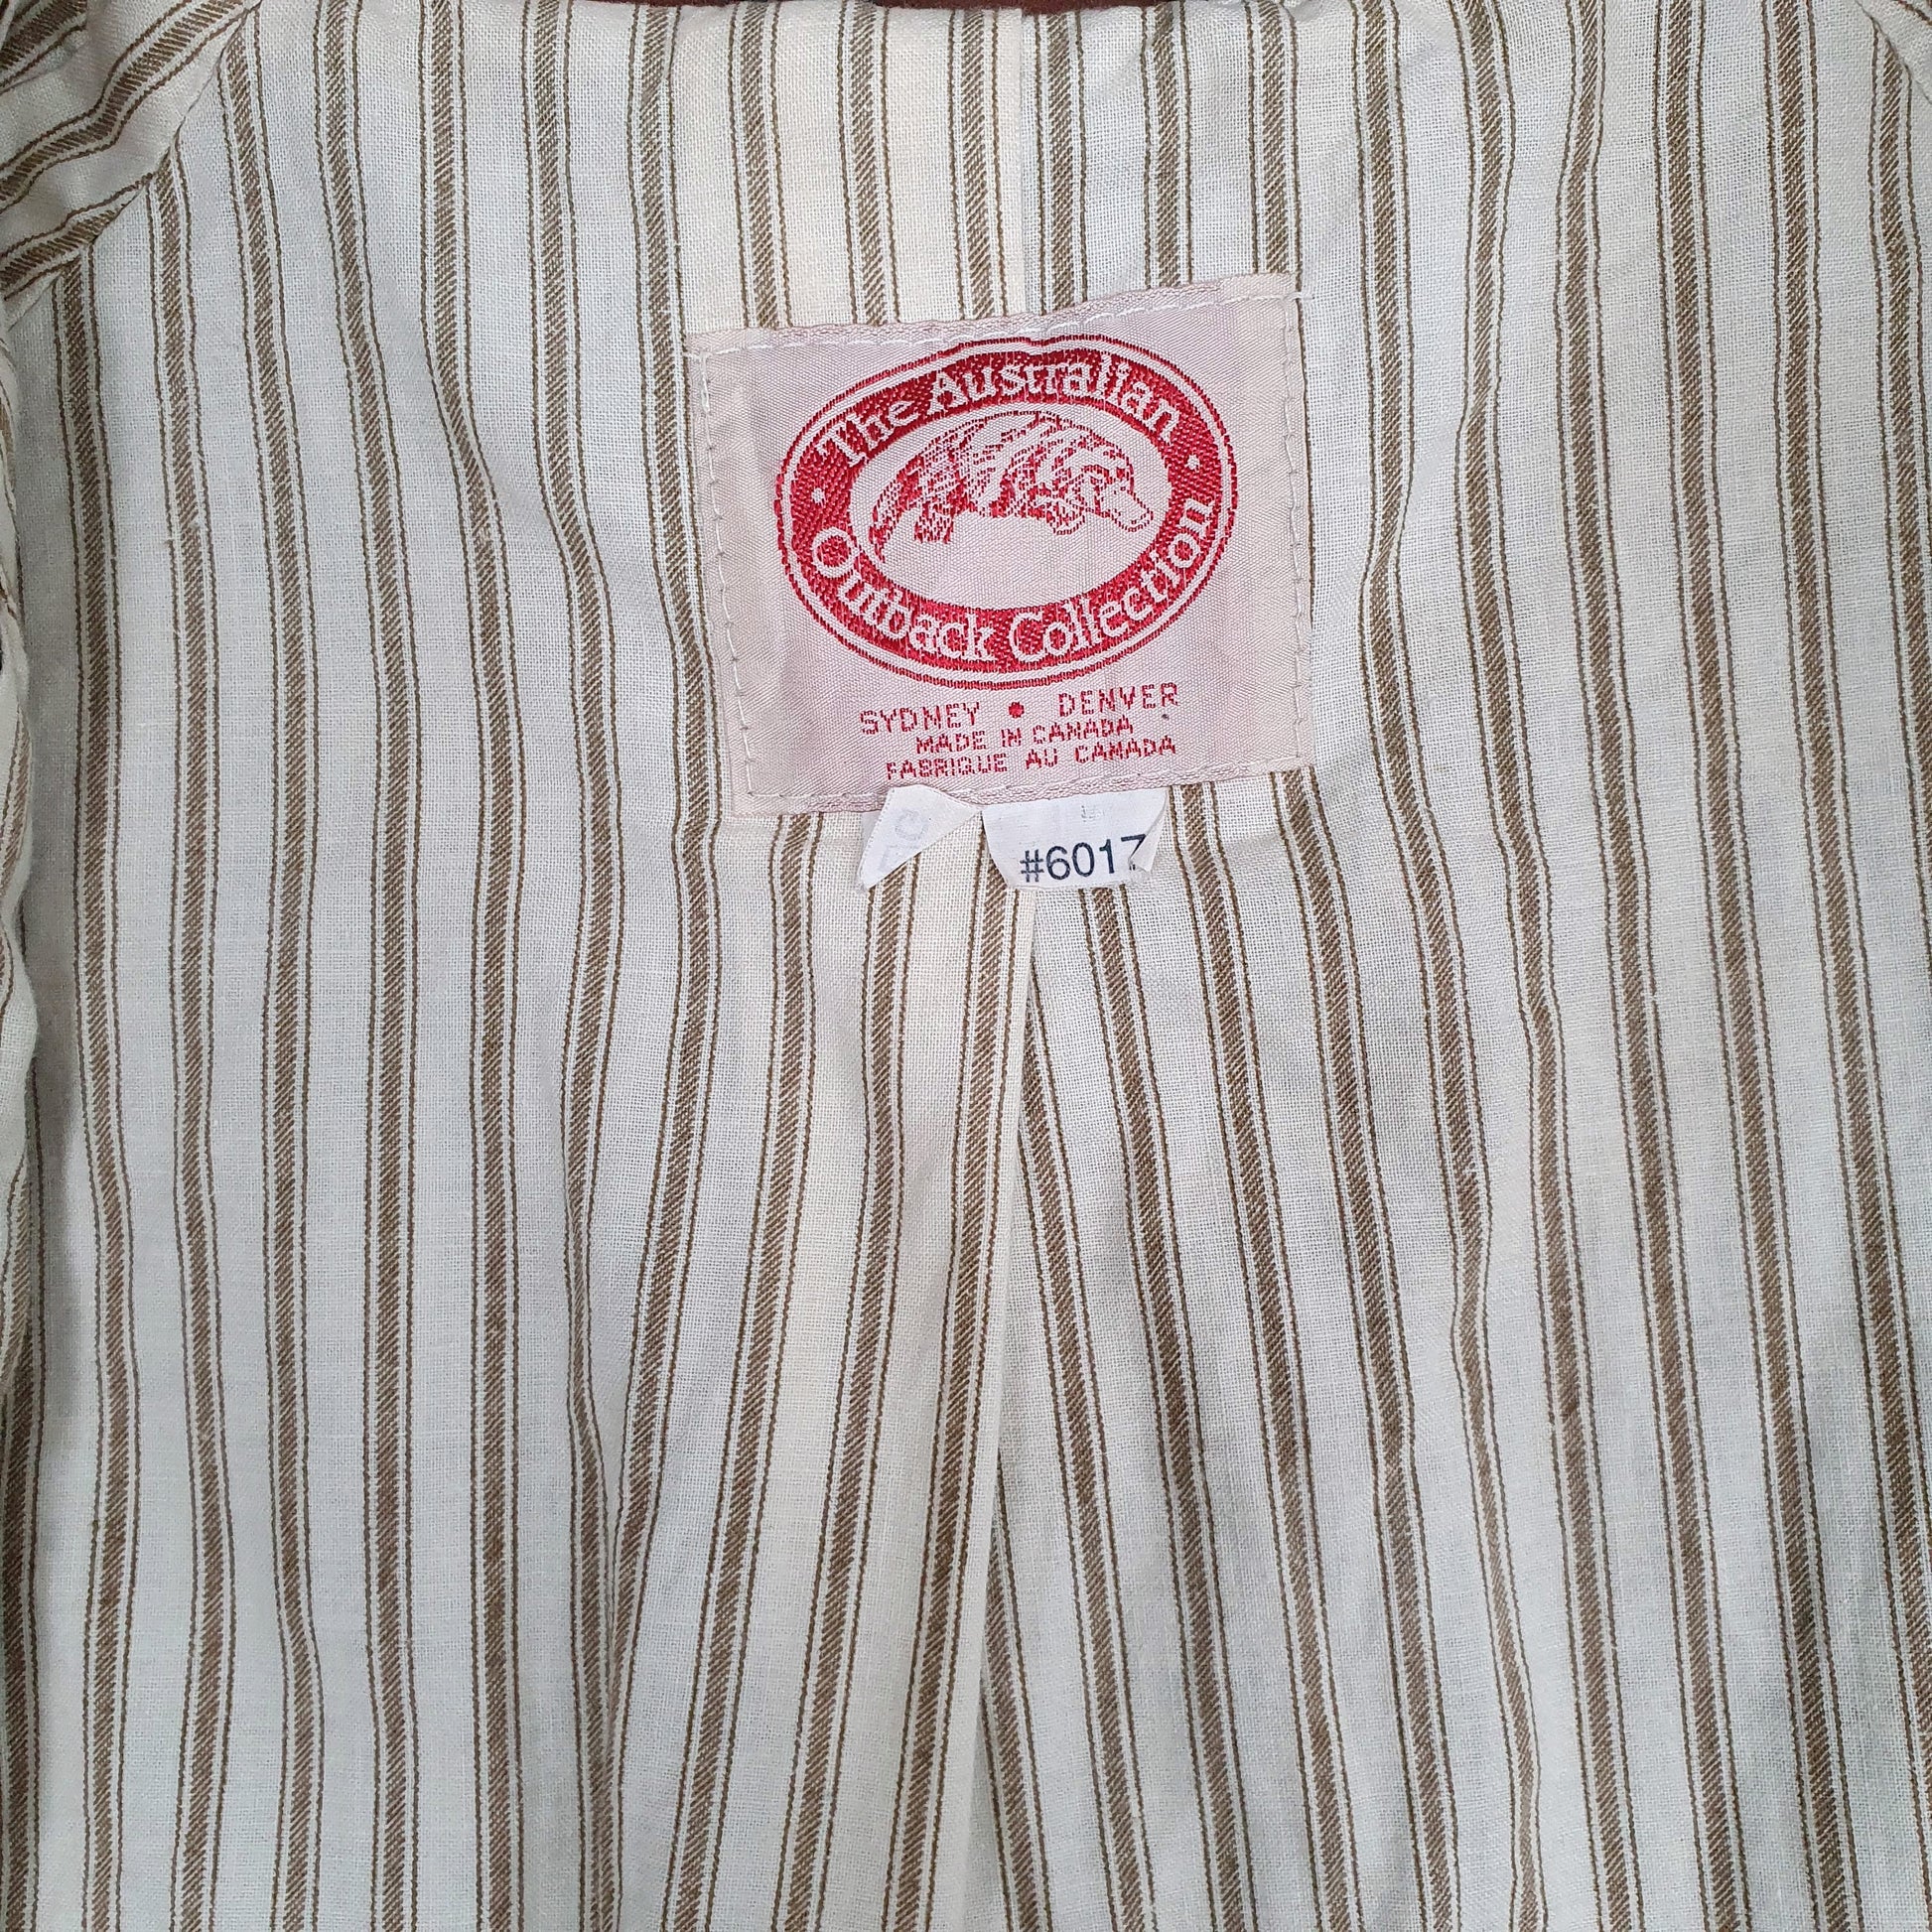 The Australian
Outback Collection
SYDNEY • DENVER
MADE IN CANADA
FABRIQUE AU CANADA
#6017